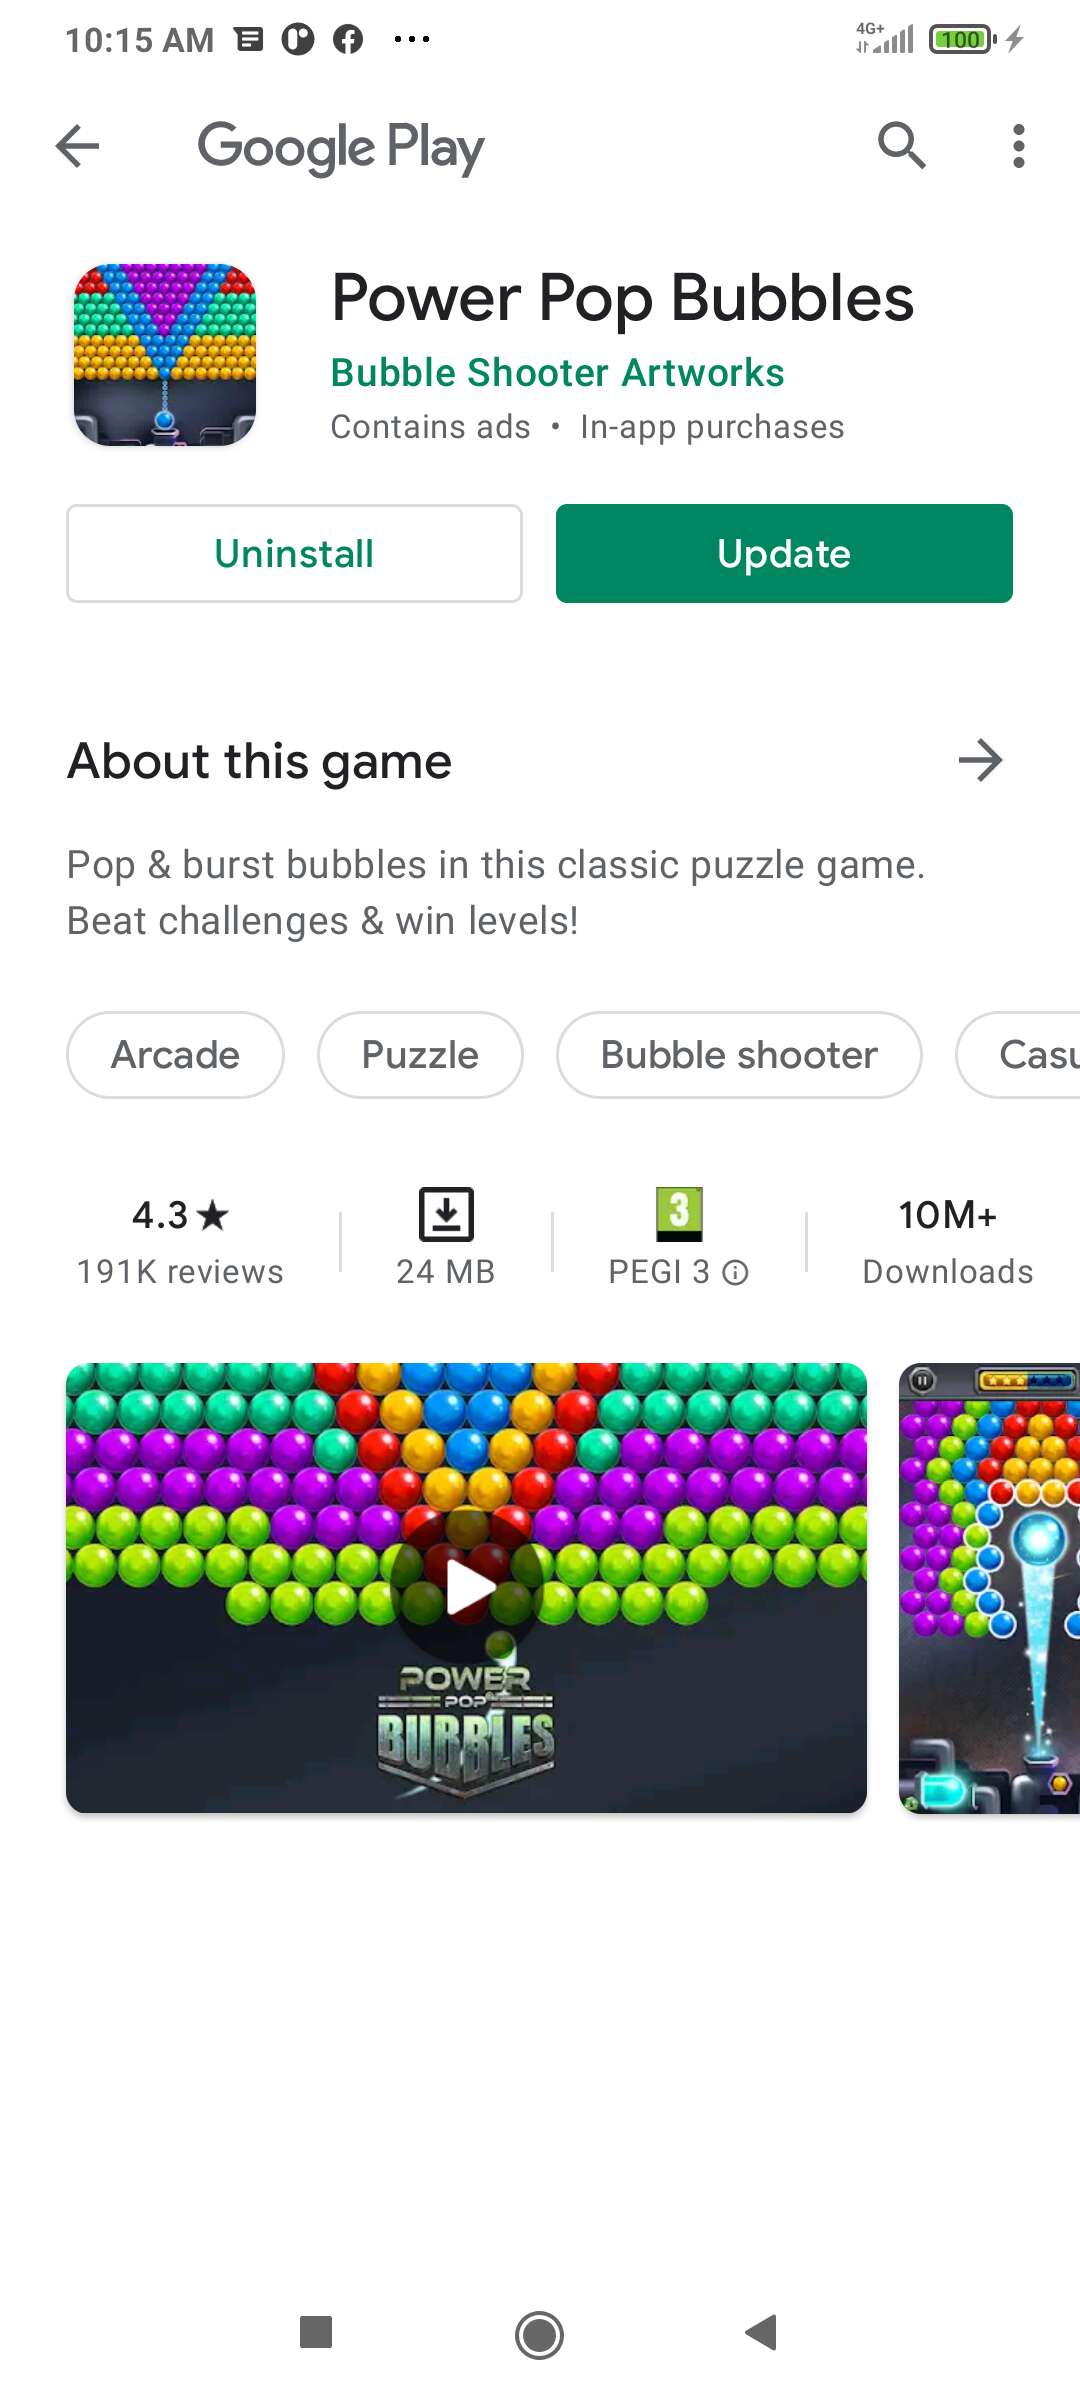 10:15 AM
4G+
100
Google Play
Power Pop Bubbles
Bubble Shooter Artworks
Contains ads • In-app purchases
Uninstall
Update
About this game
Pop & burst bubbles in this classic puzzle game.
Beat challenges & win levels!
Arcade
Puzzle
Bubble shooter
Casu
4.3★
191K reviews
24 MB
3
PEGI 3
10M+
Downloads
POWER
POP
BUBBLES